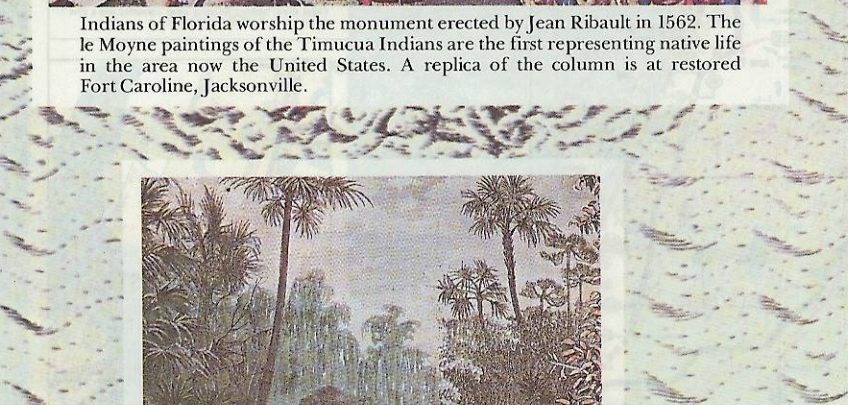 Indians of Florida worship the monument erected by Jean Ribault in 1562. The
le Moyne paintings of the Timucua Indians are the first representing native life
in the area now the United States. A replica of the column is at restored
Fort Caroline, Jacksonville.